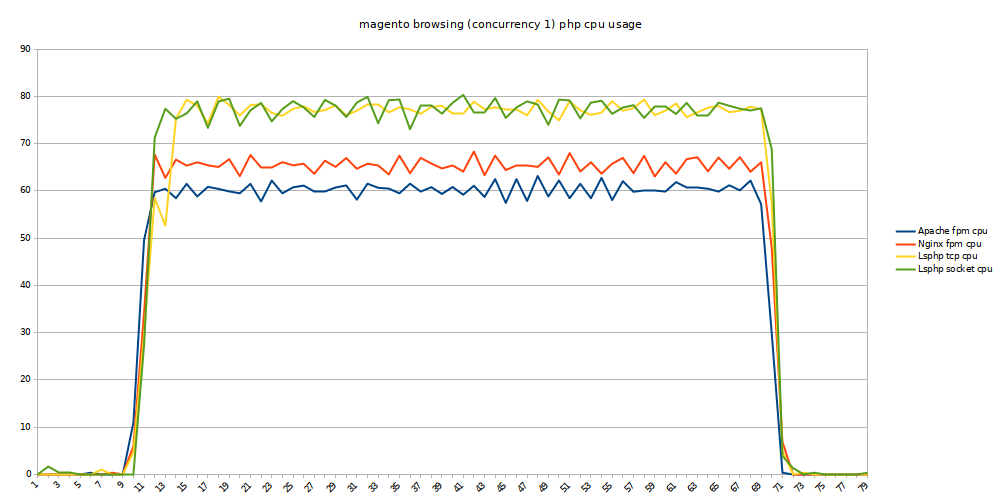 magento browsing (concurrency 1) php cpu usage
90
80
70
60
50
40
30
20
10
0
1 3 5 7 9 11 13 15 17 19 21 23 25 27 29 31 33 35 37 39 41 43 45 47 49 51 53 55 57 59 61 63 65 67 69 71 73 75 77 79
Apache fpm cpu
Nginx fpm cpu
Lsphp tcp cpu
Lsphp socket cpu